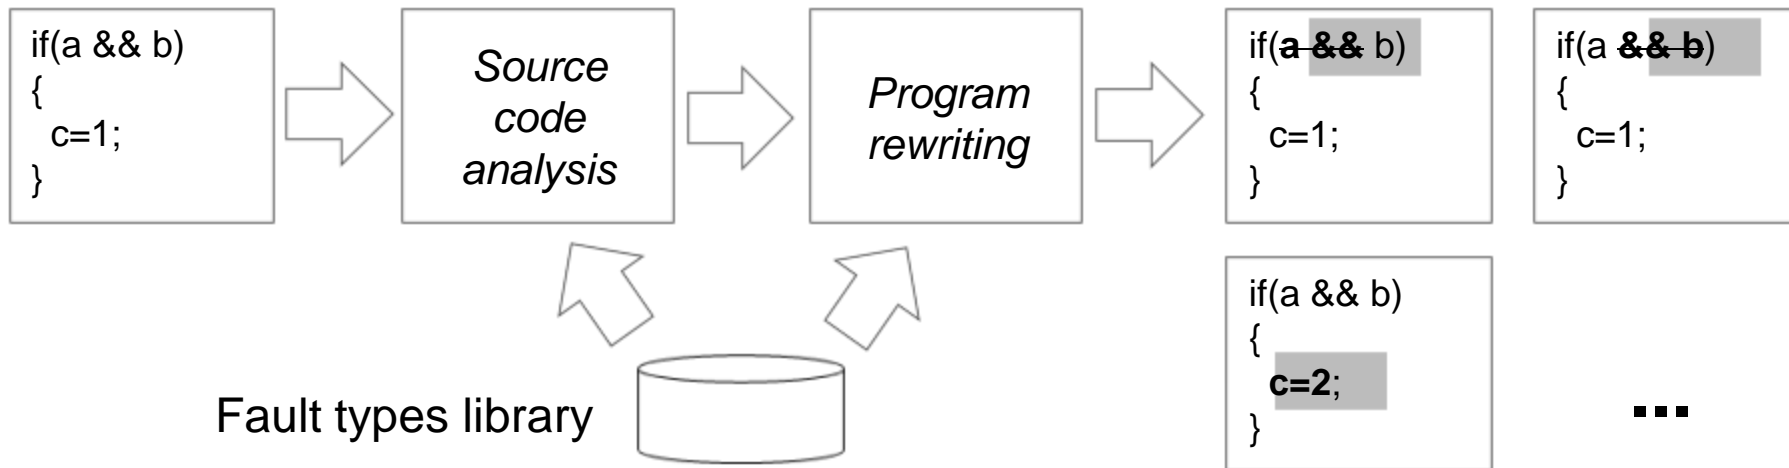 if(a && b)
{
c=1;
}
Source
code
analysis
Program
rewriting
if(a && b)
{
c=1;
}
if(a && b)
{
c=1;
}
if(a && b)
{
c=2;
}
Fault types library
...